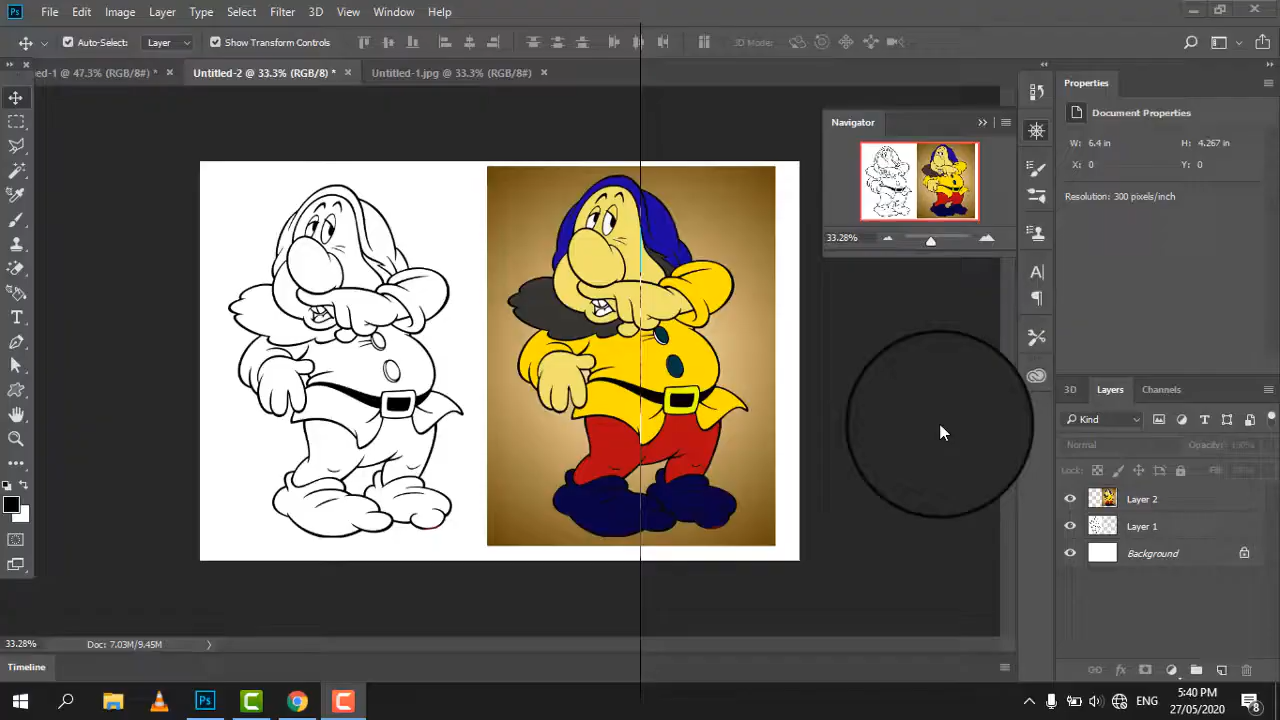 Ps File Edit Image Layer Type Select Filter 3D View Window Help
Auto-Select: Layer Show Transform Controls 3D Mode:
ed-1 @ 47.3% (RGB/8#) * Untitled-2 @ 33.3% (RGB/8) * Untitled-1.jpg @ 33.3% (RGB/8#)
Navigator
33.28%
Properties
Document Properties
W: 6.4 in H: 4.267 in
X: 0 Y: 0
Resolution: 300 pixels/inch
3D Layers Channels
Kind
Normal Opacity: 100%
Lock: Fill:
Layer 2
Layer 1
Background
33.28% Doc: 7.03M/9.45M
Timeline
Ps ENG 5:40 PM
27/05/2020
8